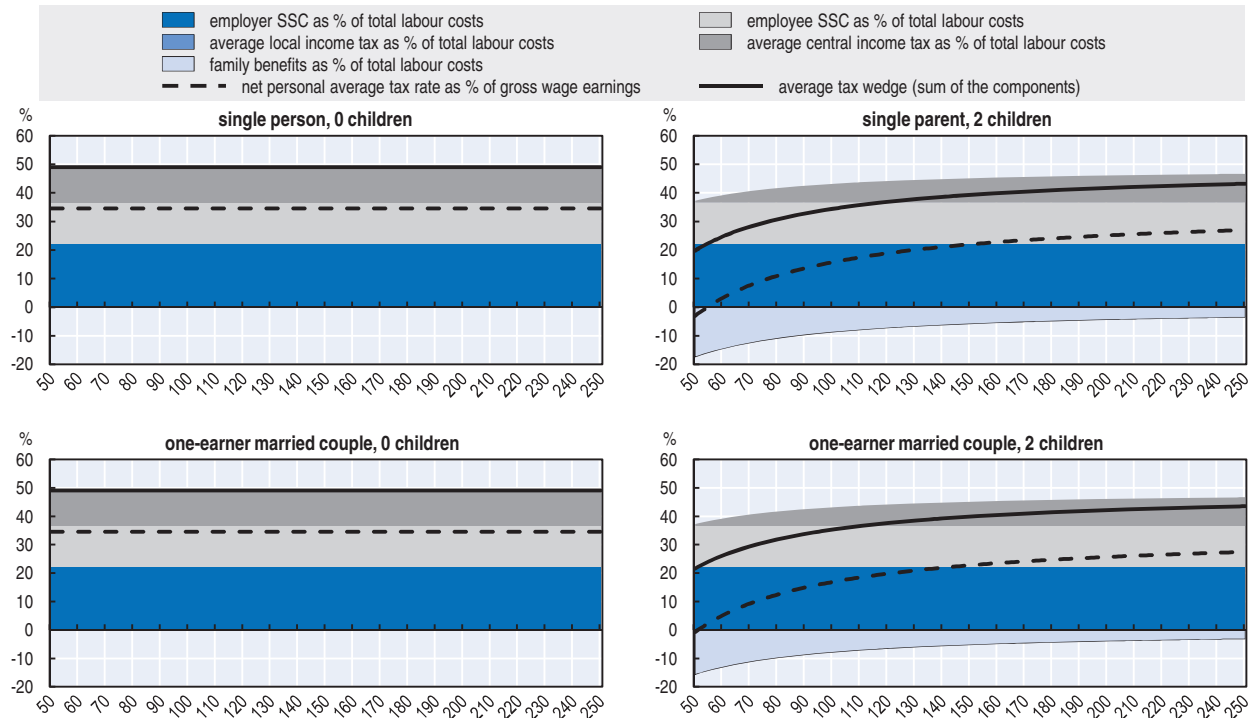 employer SSC as % of total labour costs
employee SSC as % of total labour costs
average local income tax as % of total labour costs
average central income tax as % of total labour costs
family benefits as % of total labour costs
net personal average tax rate as % of gross wage earnings
average tax wedge (sum of the components)
%
single person, 0 children
60
50
40
30
20
10
0
-10
-20
50 60 70 80 90 100 110 120 130 140 150 160 170 180 190 200 210 220 230 240 250
%
single parent, 2 children
60
50
40
30
20
10
0
-10
-20
50 60 70 80 90 100 110 120 130 140 150 160 170 180 190 200 210 220 230 240 250
%
one-earner married couple, 0 children
60
50
40
30
20
10
0
-10
-20
50 60 70 80 90 100 110 120 130 140 150 160 170 180 190 200 210 220 230 240 250
%
one-earner married couple, 2 children
60
50
40
30
20
10
0
-10
-20
50 60 70 80 90 100 110 120 130 140 150 160 170 180 190 200 210 220 230 240 250